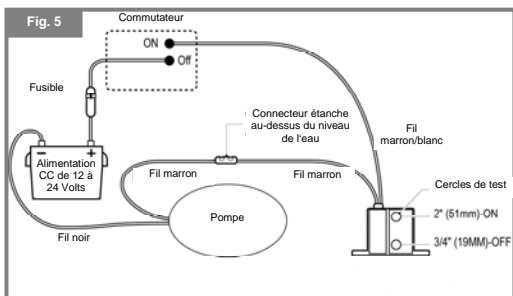 Fig. 5
Commutateur
ON
Off
Fusible
Connecteur étanche
au-dessus du niveau
de l'eau
Fil
marron/blanc
– +
Alimentation
CC de 12 à
24 Volts
Fil marron
Fil marron
Cercles de test
2" (51mm)-ON
3/4" (19MM)-OFF
Pompe
Fil noir